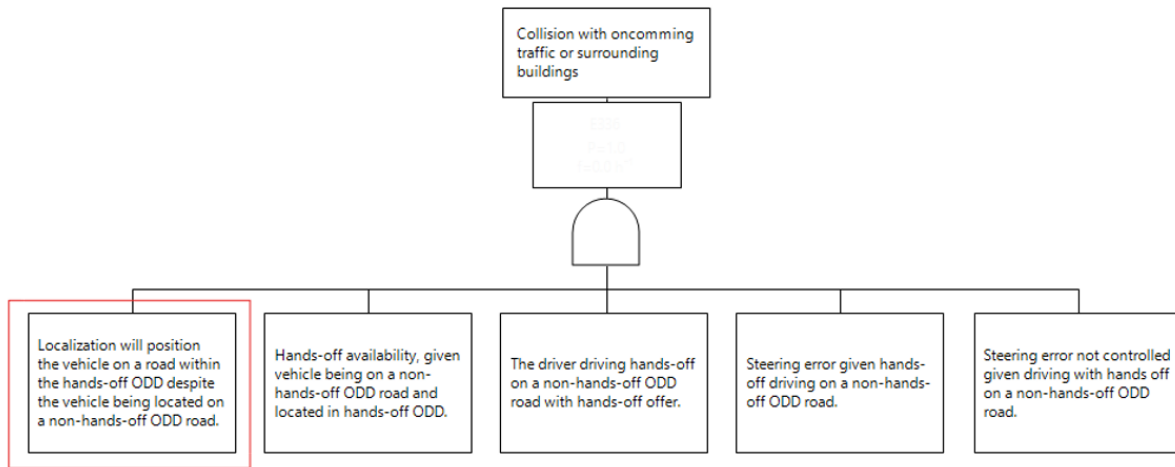 Collision with oncomming
traffic or surrounding
buildings
Localization will position
the vehicle on a road within
the hands-off ODD despite
the vehicle being located on
a non-hands-off ODD road.
Hands-off availability, given
vehicle being on a non-
hands-off ODD road and
located in hands-off ODD.
The driver driving hands-off
on a non-hands-off ODD
road with hands-off offer.
Steering error given hands-
off driving on a non-hands-
off ODD road.
Steering error not controlled
given driving with hands off
on a non-hands-off ODD
road.